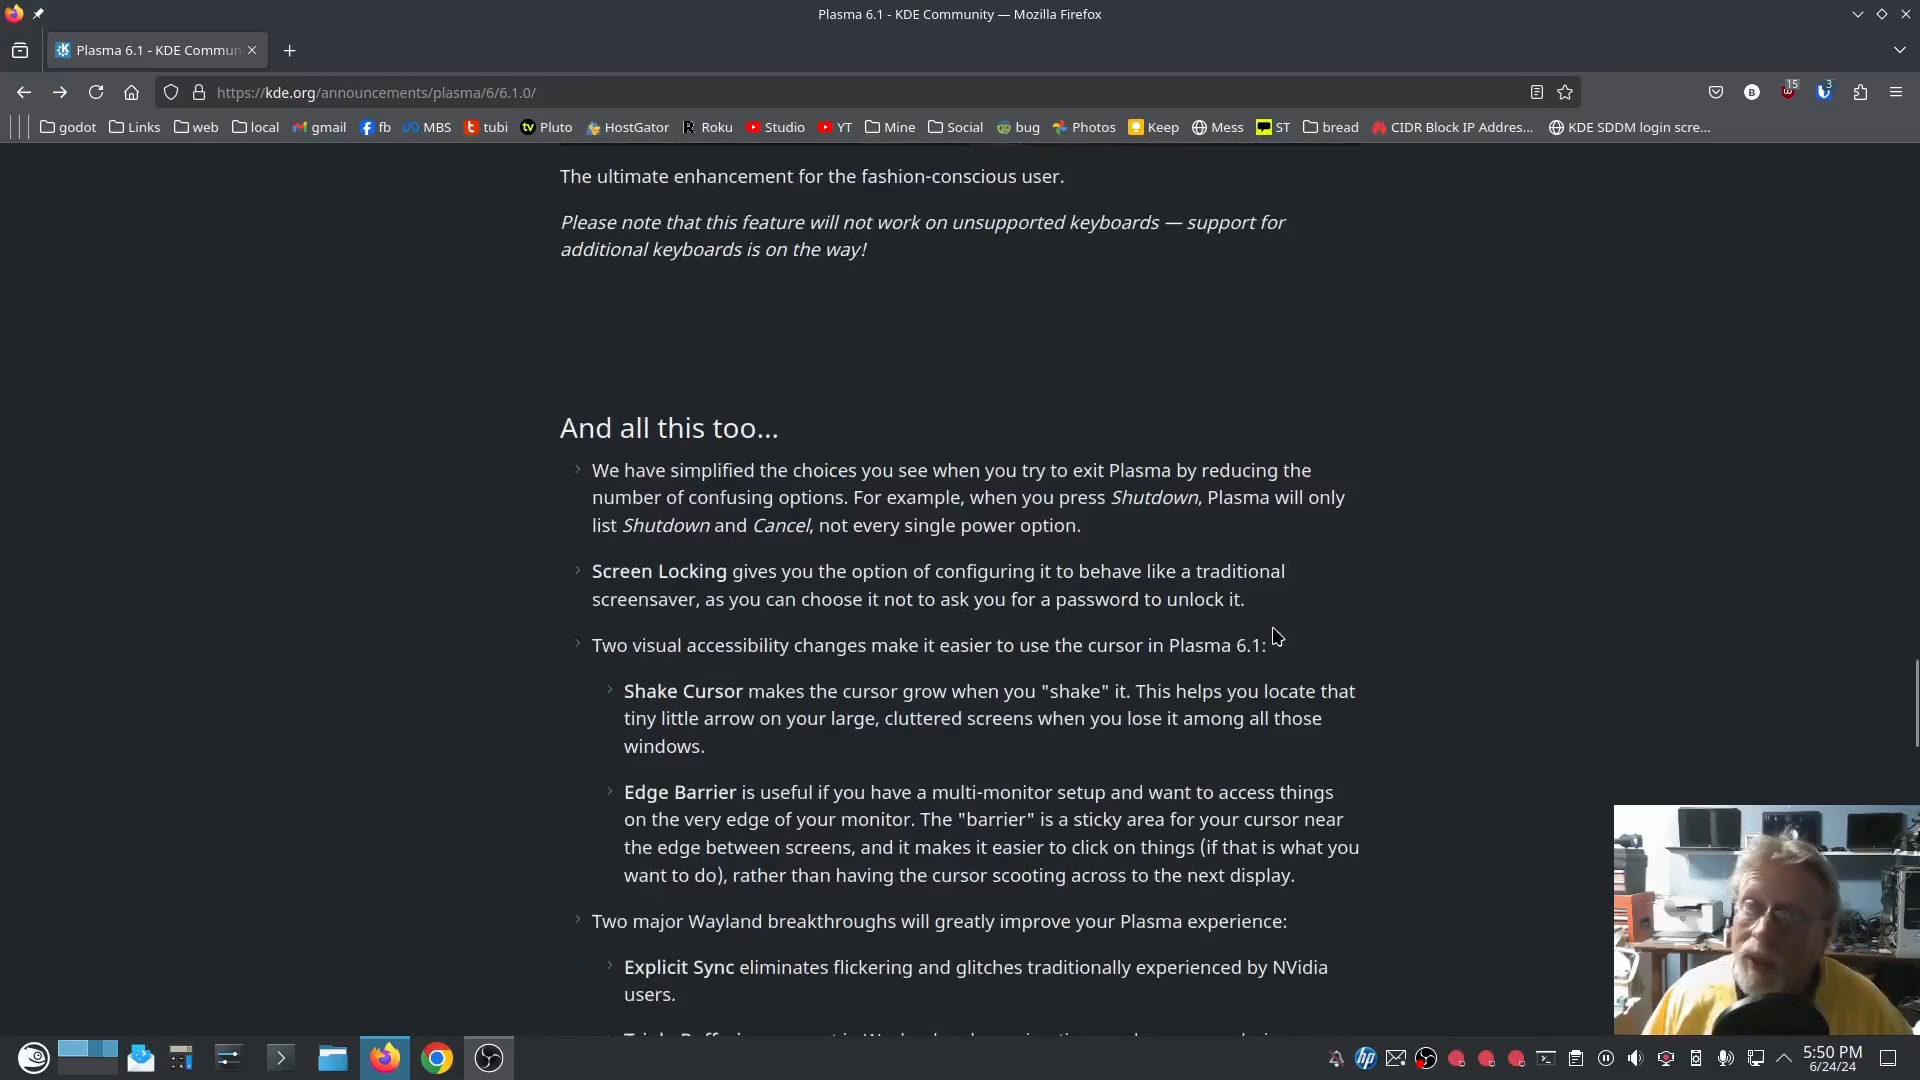 Plasma 6.1 - KDE Community — Mozilla Firefox
Plasma 6.1 - KDE Commun
https://kde.org/announcements/plasma/6/6.1.0/
15
B
3
godot Links web local gmail fb MBS tubi Pluto HostGator Roku Studio YT Mine Social bug Photos Keep Mess ST bread CIDR Block IP Addres... KDE SDDM login scre...
The ultimate enhancement for the fashion-conscious user.
Please note that this feature will not work on unsupported keyboards — support for
additional keyboards is on the way!
And all this too...
We have simplified the choices you see when you try to exit Plasma by reducing the
number of confusing options. For example, when you press Shutdown, Plasma will only
list Shutdown and Cancel, not every single power option.
Screen Locking gives you the option of configuring it to behave like a traditional
screensaver, as you can choose it not to ask you for a password to unlock it.
Two visual accessibility changes make it easier to use the cursor in Plasma 6.1:
Shake Cursor makes the cursor grow when you "shake" it. This helps you locate that
tiny little arrow on your large, cluttered screens when you lose it among all those
windows.
Edge Barrier is useful if you have a multi-monitor setup and want to access things
on the very edge of your monitor. The "barrier" is a sticky area for your cursor near
the edge between screens, and it makes it easier to click on things (if that is what you
want to do), rather than having the cursor scooting across to the next display.
Two major Wayland breakthroughs will greatly improve your Plasma experience:
Explicit Sync eliminates flickering and glitches traditionally experienced by NVidia
users.
hp
5:50 PM
6/24/24